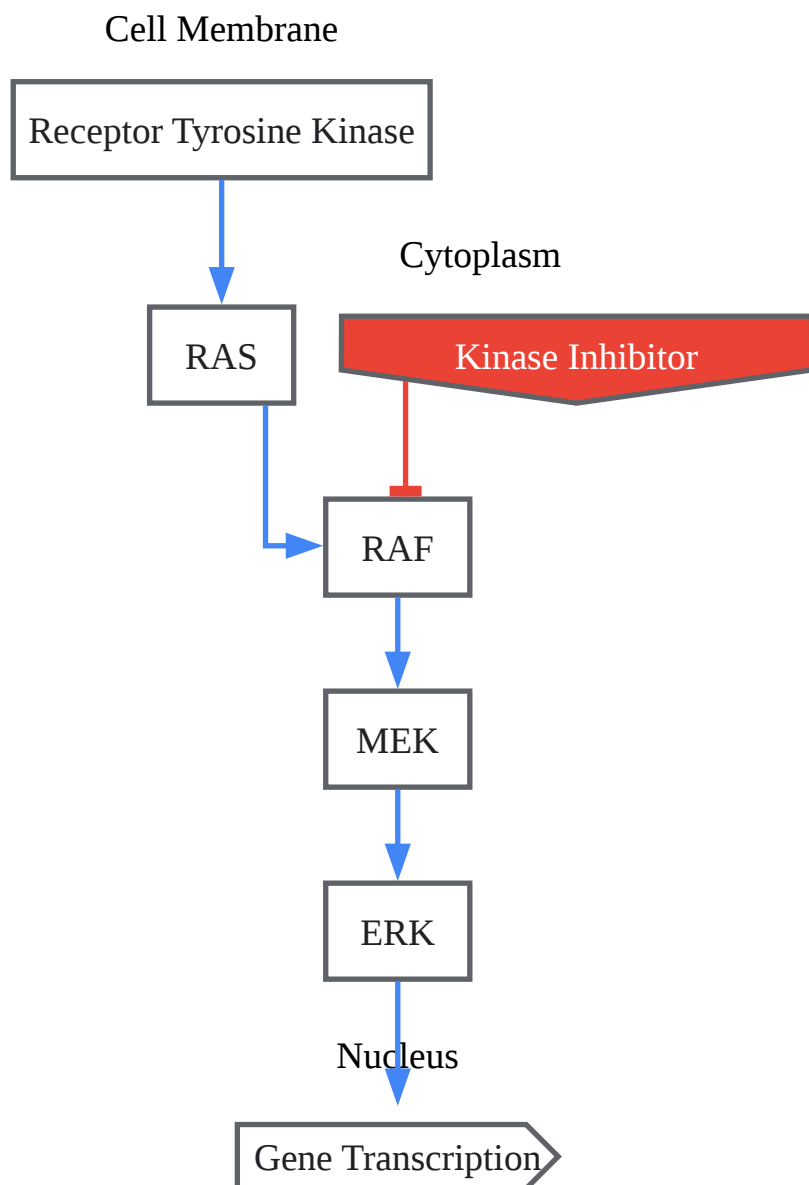 Cell Membrane
Receptor Tyrosine Kinase
Cytoplasm
RAS
Kinase Inhibitor
RAF
MEK
ERK
Nucleus
Gene Transcription